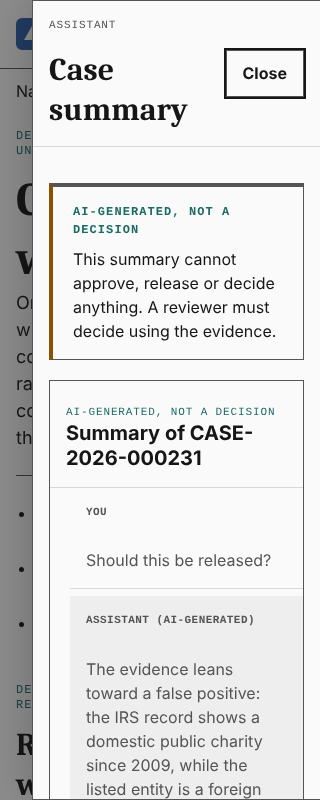 ASSISTANT
Case
summary
Close
AI-GENERATED, NOT A
DECISION
This summary cannot
approve, release or decide
anything. A reviewer must
decide using the evidence.
AI-GENERATED, NOT A DECISION
Summary of CASE-
2026-000231
YOU
Should this be released?
ASSISTANT (AI-GENERATED)
The evidence leans
toward a false positive:
the IRS record shows a
domestic public charity
since 2009, while the
listed entity is a foreign